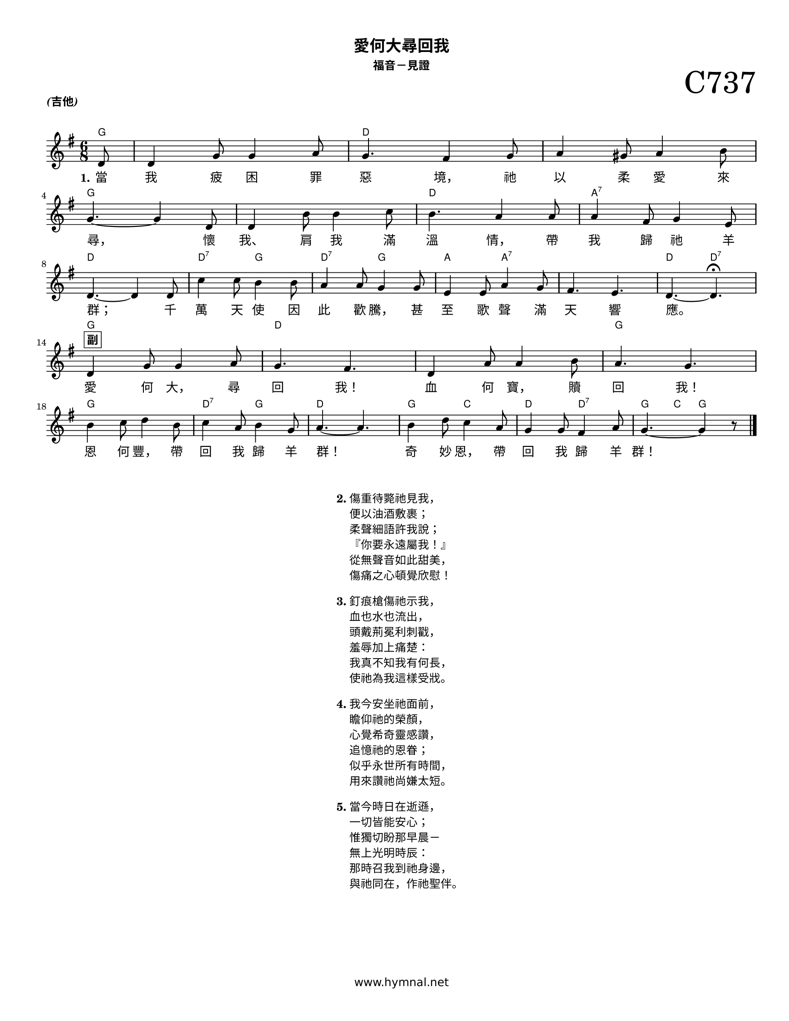 愛何大尋回我
福音－見證
C737
(吉他)
G D
1. 當 我 疲 困 罪 惡 境， 祂 以 柔 愛 來
4 G D A7
尋， 懷 我、 肩 我 滿 溫 情， 帶 我 歸 祂 羊
8 D D7 G D7 G A A7 D D7
群； 千 萬 天 使 因 此 歡 騰， 甚 至 歌 聲 滿 天 響 應。
14 G D G
副
愛 何 大， 尋 回 我！ 血 何 寶， 贖 回 我！
18 G D7 G D G C G D7 G C G
恩 何 豐， 帶 回 我 歸 羊 群！ 奇 妙 恩， 帶 回 我 歸 羊 群！
2. 傷重待斃祂見我，
便以油酒敷裹；
柔聲細語許我說；
『你要永遠屬我！』
從無聲音如此甜美，
傷痛之心頓覺欣慰！
3. 釘痕槍傷祂示我，
血也水也流出，
頭戴荊冕利刺戳，
羞辱加上痛楚：
我真不知我有何長，
使祂為我這樣受戕。
4. 我今安坐祂面前，
瞻仰祂的榮顏，
心覺希奇靈感讚，
追憶祂的恩眷；
似乎永世所有時間，
用來讚祂尚嫌太短。
5. 當今時日在逝遜，
一切皆能安心；
惟獨切盼那早晨－
無上光明時辰：
那時召我到祂身邊，
與祂同在，作祂聖伴。
www.hymnal.net